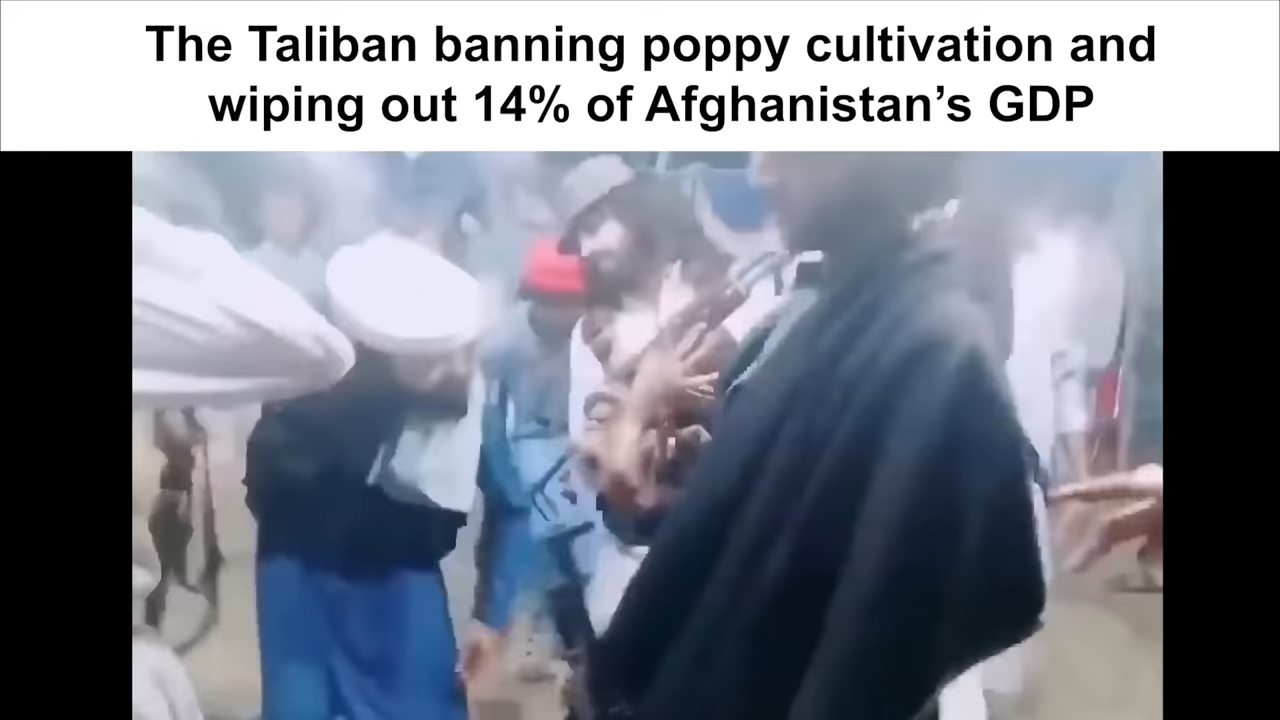 The Taliban banning poppy cultivation and
wiping out 14% of Afghanistan’s GDP